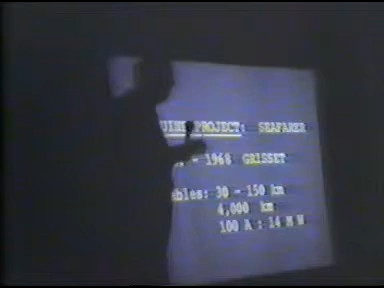 PROJECT: SEAFARER
- 1968 GRISSET
bles: 30 - 150 km
4,000 km
100 A : 14 M W